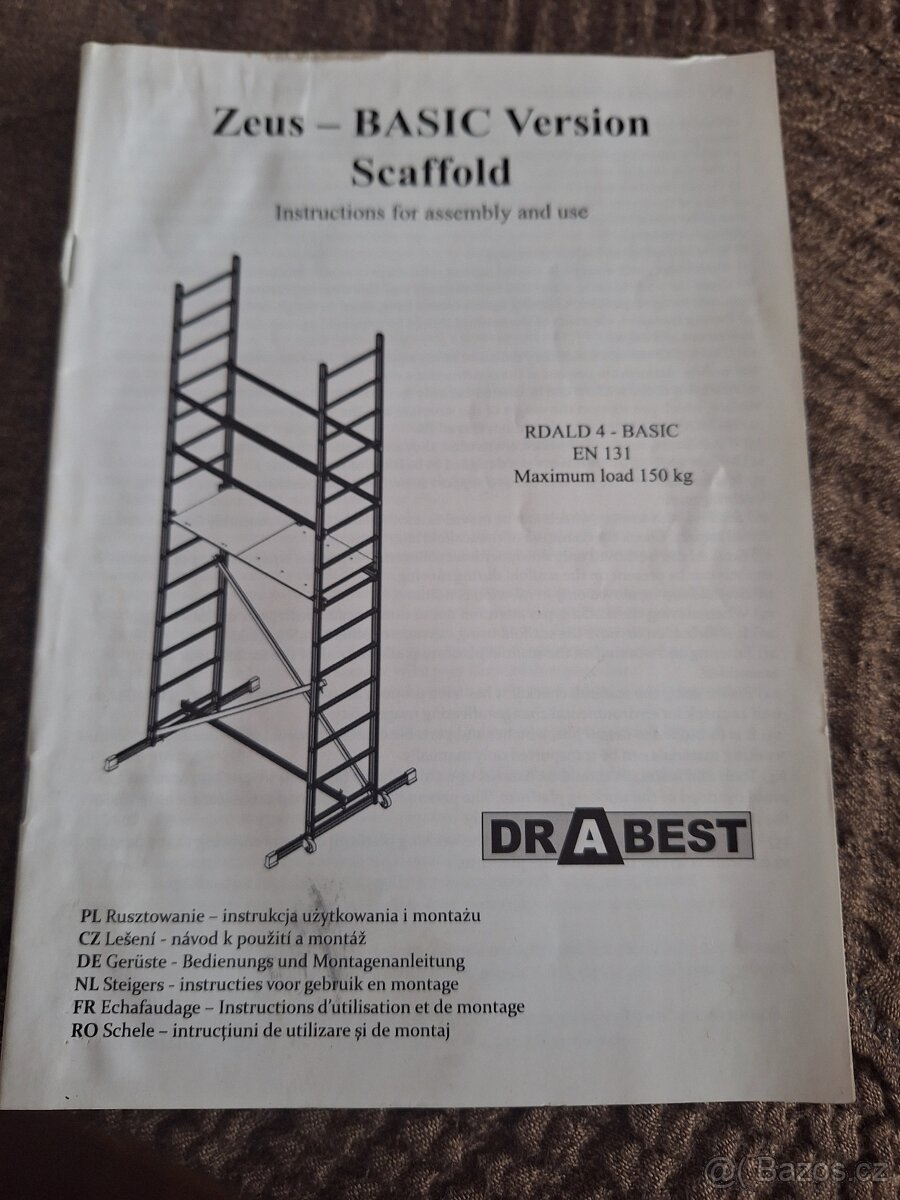 Zeus – BASIC Version
Scaffold
Instructions for assembly and use
RDALD 4 - BASIC
EN 131
Maximum load 150 kg
DRABEST
PL Rusztowanie – instrukcja użytkowania i montażu
CZ Lešení - návod k použití a montáž
DE Gerüste - Bedienungs und Montagenanleitung
NL Steigers - instructies voor gebruik en montage
FR Echafaudage – Instructions d'utilisation et de montage
RO Schele – intrucțiuni de utilizare și de montaj
@ Bazos.cz